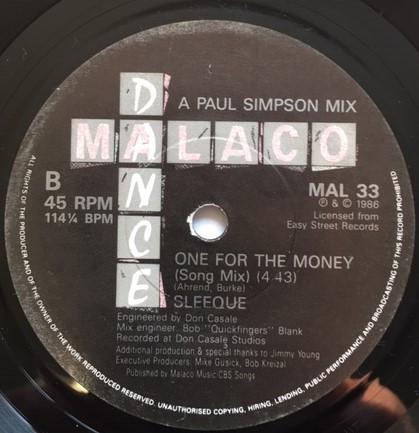 DANCE
A PAUL SIMPSON MIX
MALACO
B
45 RPM
114¼ BPM
MAL 33
℗ & © 1986
Licensed from
Easy Street Records
ONE FOR THE MONEY
(Song Mix) (4 43)
(Ahrend, Burke)
SLEEQUE
Engineered by Don Casale
Mix engineer. Bob "Quickfingers" Blank
Recorded at Don Casale Studios
3
Additional production & special thanks to Jimmy Young
Executive Producers. Mike Gusick, Bob Kreizal
Published by Malaco Music CBS Songs
ALL RIGHTS OF THE PRODUCER AND OF THE OWNER OF THE WORK REPRODUCED RESERVED. UNAUTHORISED COPYING, HIRING, LENDING, PUBLIC PERFORMANCE AND BROADCASTING OF THIS RECORD PROHIBITED